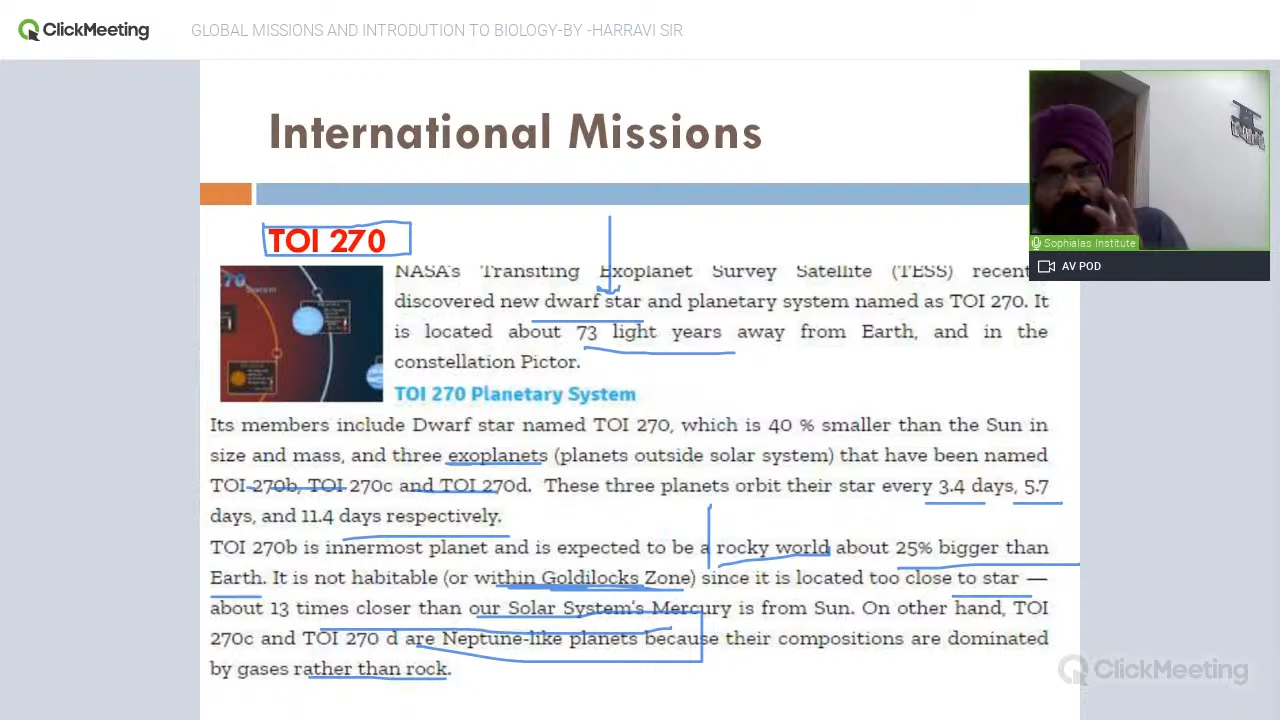 ClickMeeting
GLOBAL MISSIONS AND INTRODUTION TO BIOLOGY-BY -HARRAVI SIR
International Missions
Sophialas Institute
AV POD
TOI 270
NASA's Transiting Exoplanet Survey Satellite (TESS) recent
discovered new dwarf star and planetary system named as TOI 270. It
is located about 73 light years away from Earth, and in the
constellation Pictor.
TOI 270 Planetary System
Its members include Dwarf star named TOI 270, which is 40 % smaller than the Sun in
size and mass, and three exoplanets (planets outside solar system) that have been named
TOI 270b, TOI 270c and TOI 270d. These three planets orbit their star every 3.4 days, 5.7
days, and 11.4 days respectively.
TOI 270b is innermost planet and is expected to be a rocky world about 25% bigger than
Earth. It is not habitable (or within Goldilocks Zone) since it is located too close to star —
about 13 times closer than our Solar System's Mercury is from Sun. On other hand, TOI
270c and TOI 270 d are Neptune-like planets because their compositions are dominated
by gases rather than rock.
ClickMeeting